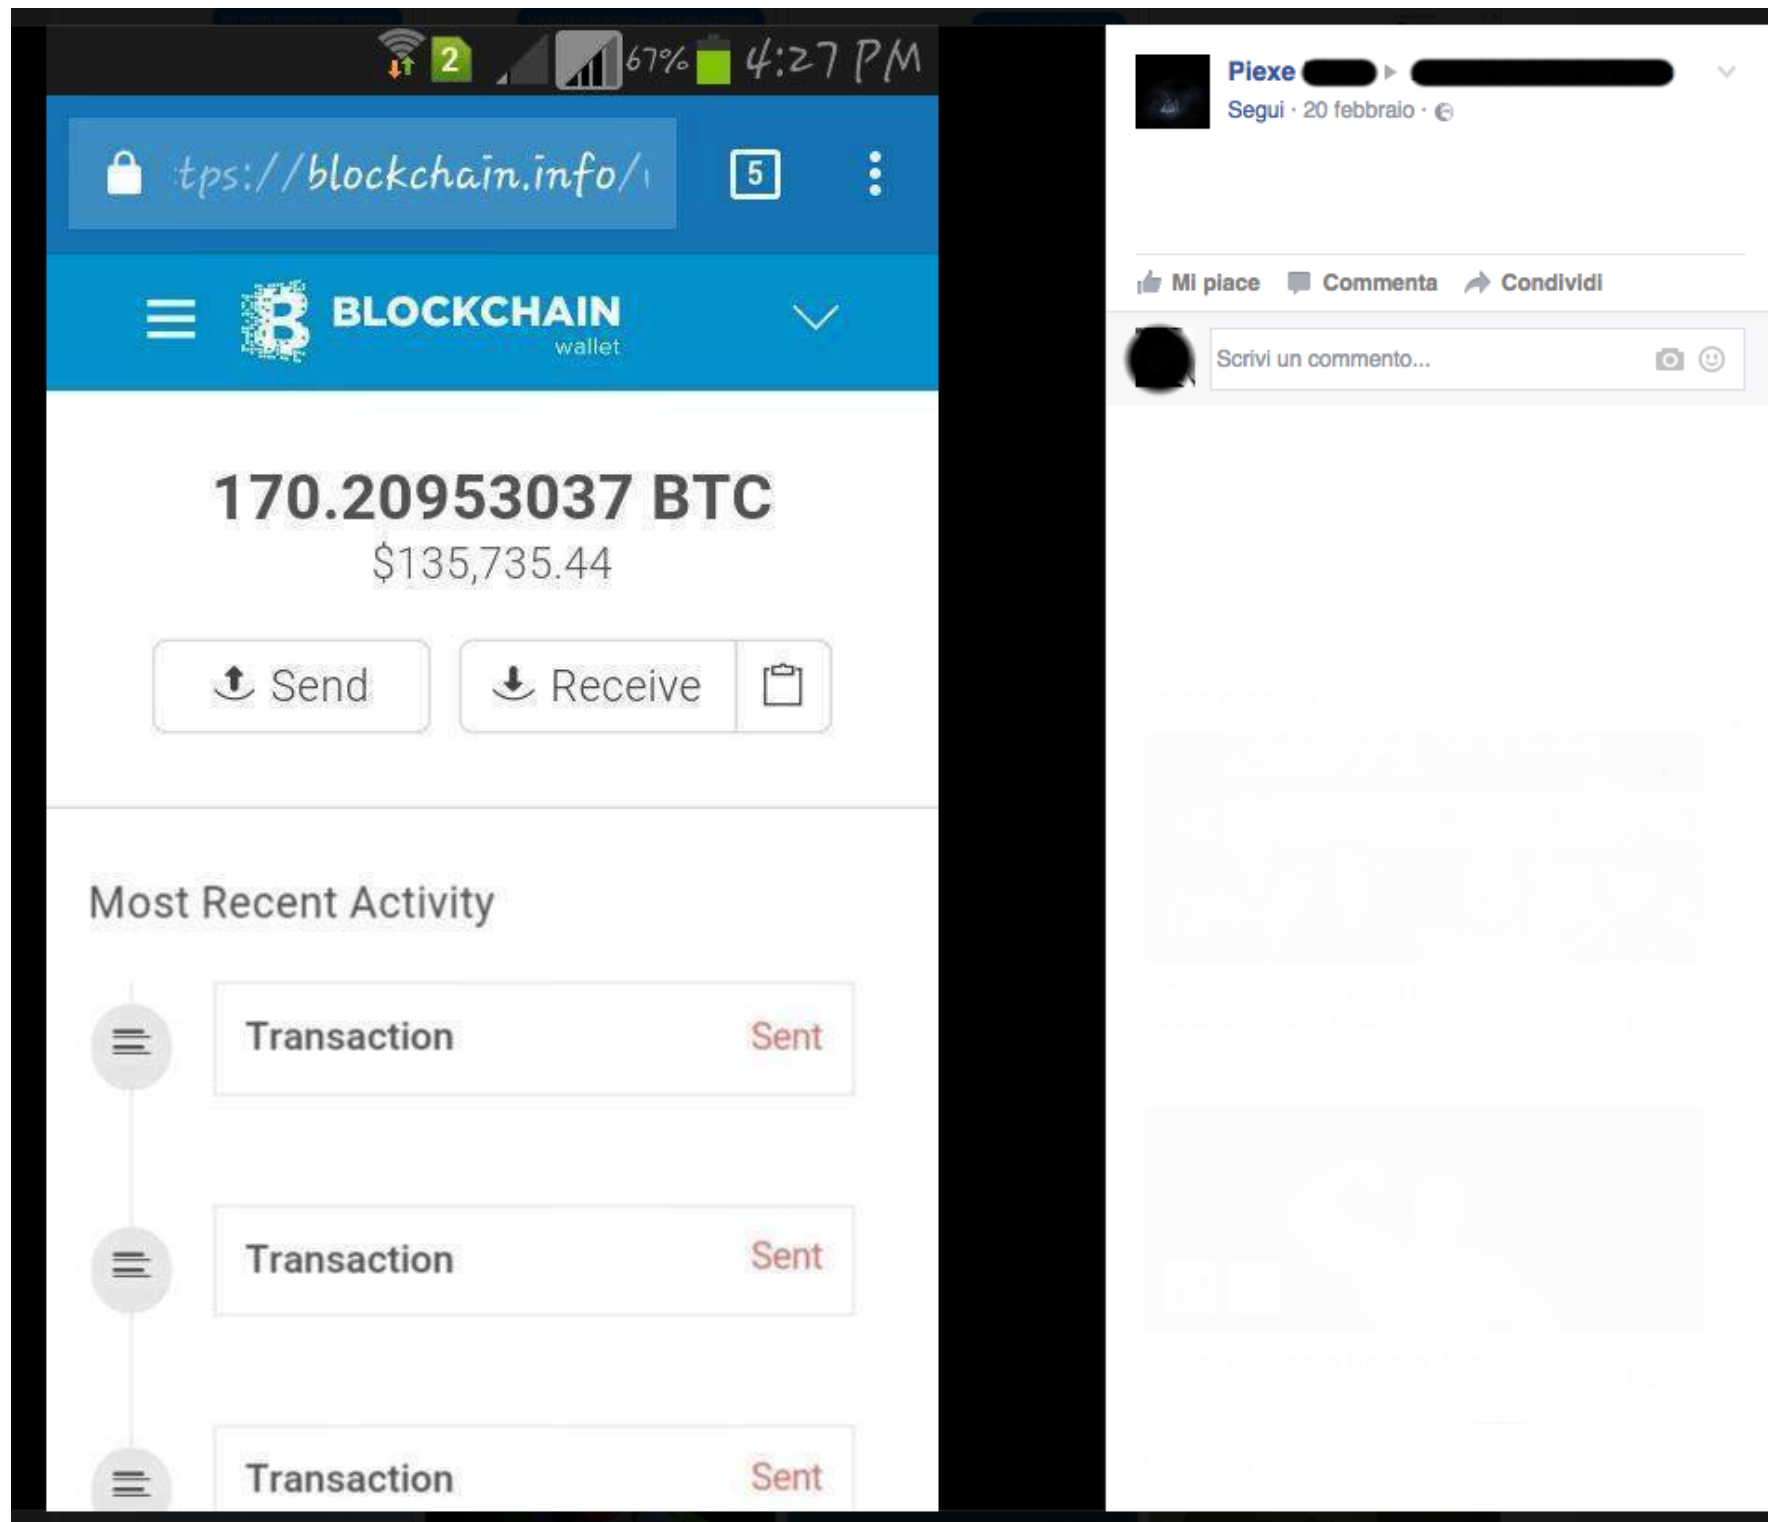 2
67%
4:27 PM
tps://blockchain.info/
5
BLOCKCHAIN
wallet
170.20953037 BTC
$135,735.44
Send
Receive
Most Recent Activity
Transaction
Sent
Transaction
Sent
Transaction
Sent
Piexe
Segui · 20 febbraio ·
Mi piace
Commenta
Condividi
Scrivi un commento...